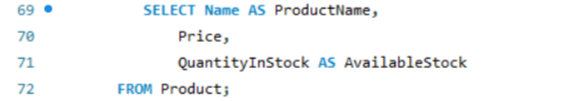 69 SELECT Name AS ProductName,
70 Price,
71 QuantityInStock AS AvailableStock
72 FROM Product;